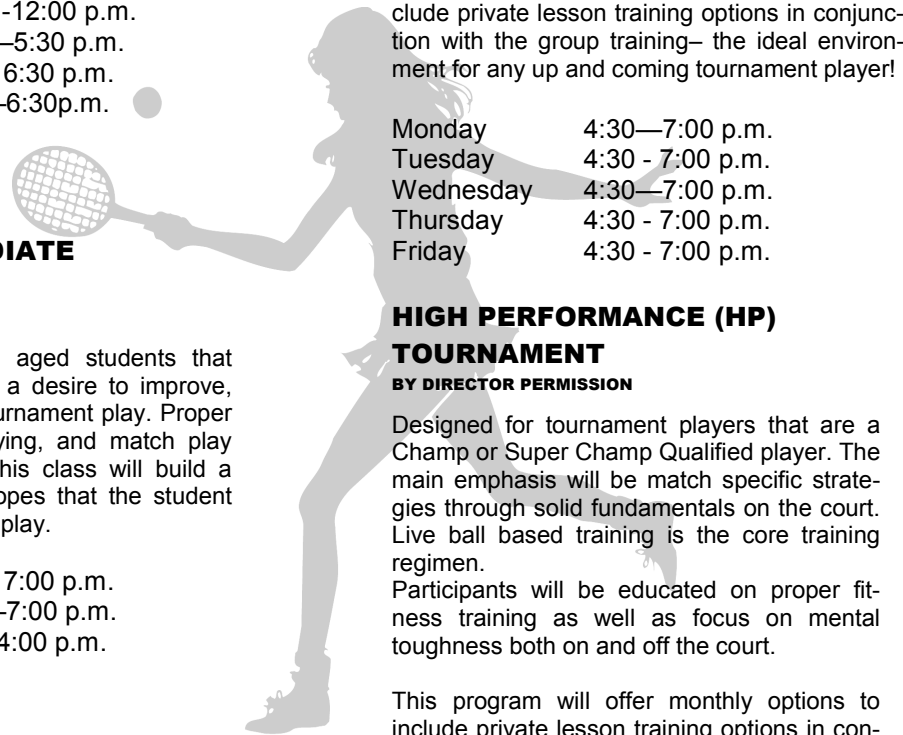 -12:00 p.m.
–5:30 p.m.
6:30 p.m.
–6:30p.m.
DIATE
aged students that
a desire to improve,
urnament play. Proper
ying, and match play
his class will build a
opes that the student
play.
7:00 p.m.
–7:00 p.m.
4:00 p.m.
clude private lesson training options in conjunc-
tion with the group training– the ideal environ-
ment for any up and coming tournament player!
Monday 4:30—7:00 p.m.
Tuesday 4:30 - 7:00 p.m.
Wednesday 4:30—7:00 p.m.
Thursday 4:30 - 7:00 p.m.
Friday 4:30 - 7:00 p.m.
HIGH PERFORMANCE (HP)
TOURNAMENT
BY DIRECTOR PERMISSION
Designed for tournament players that are a
Champ or Super Champ Qualified player. The
main emphasis will be match specific strate-
gies through solid fundamentals on the court.
Live ball based training is the core training
regimen.
Participants will be educated on proper fit-
ness training as well as focus on mental
toughness both on and off the court.
This program will offer monthly options to
include private lesson training options in con-